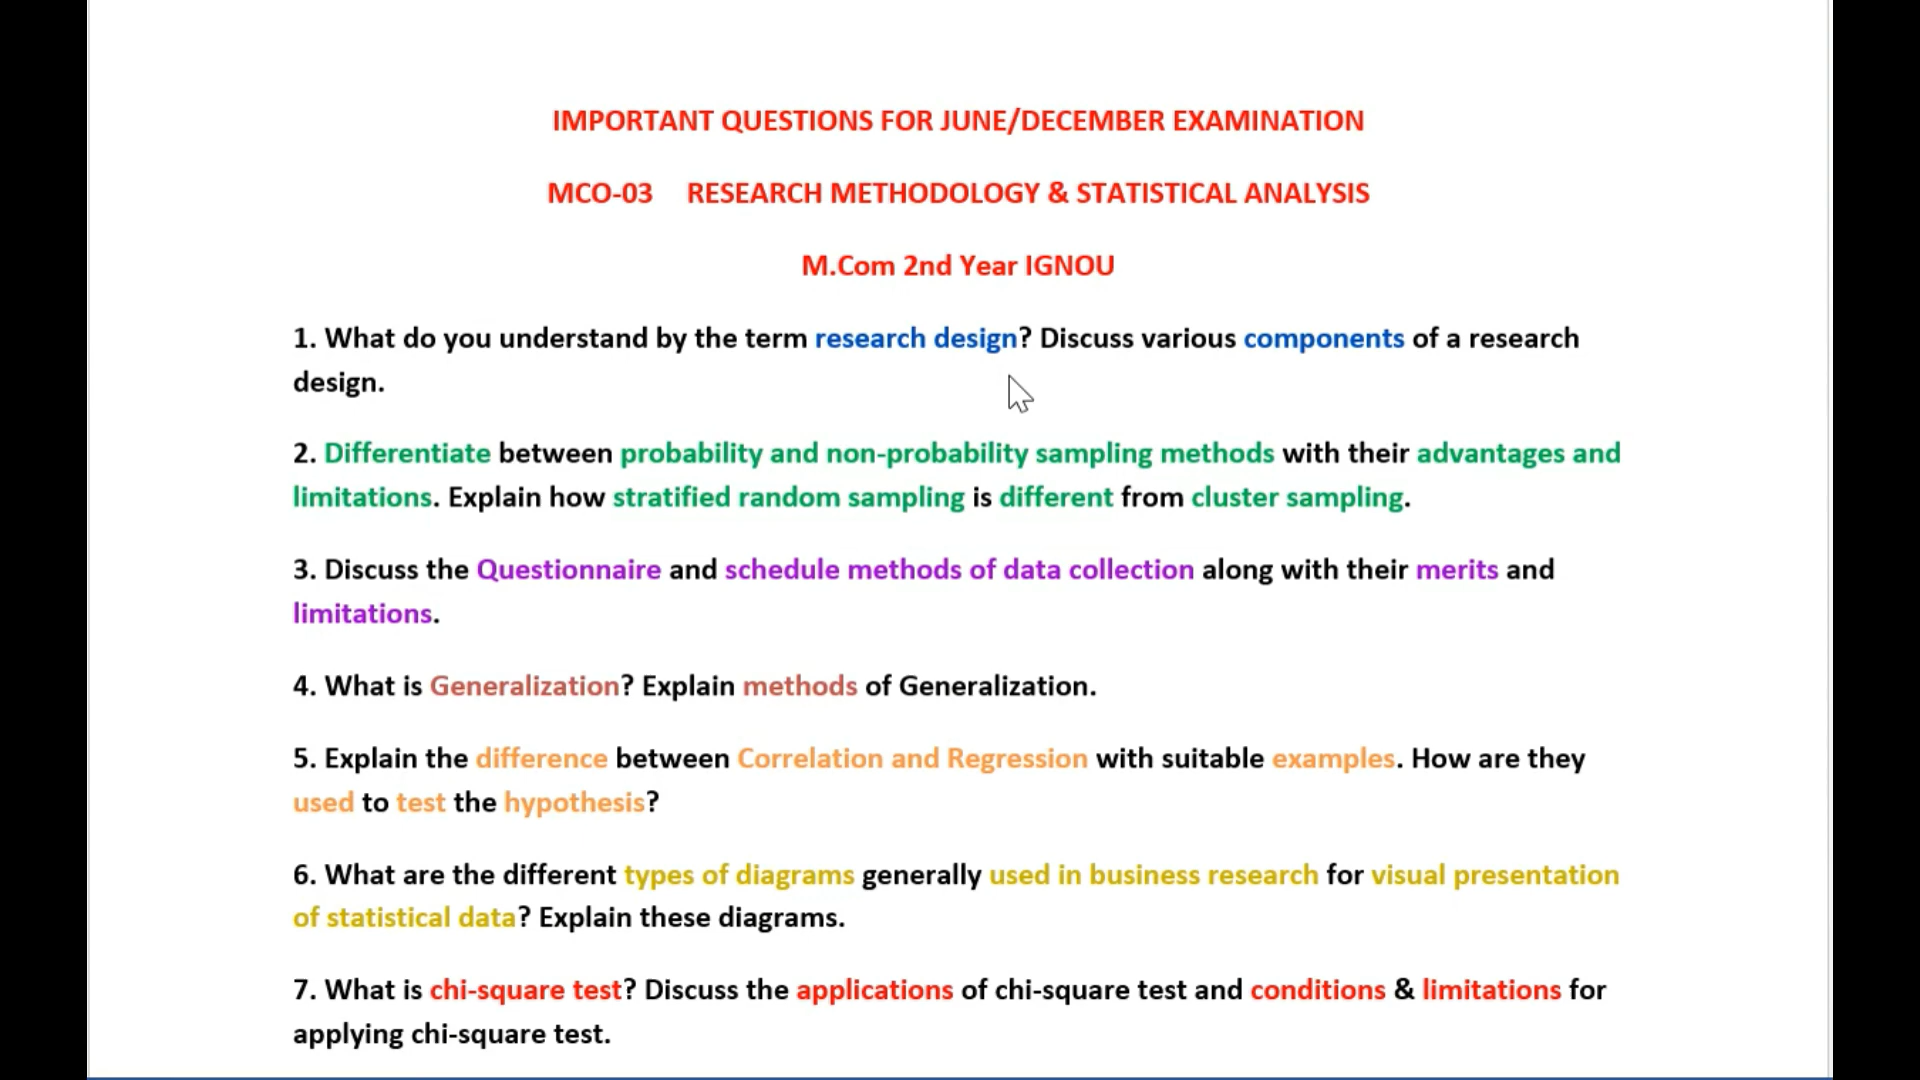 IMPORTANT QUESTIONS FOR JUNE/DECEMBER EXAMINATION
MCO-03 RESEARCH METHODOLOGY & STATISTICAL ANALYSIS
M.Com 2nd Year IGNOU
1. What do you understand by the term research design? Discuss various components of a research
design.
2. Differentiate between probability and non-probability sampling methods with their advantages and
limitations. Explain how stratified random sampling is different from cluster sampling.
3. Discuss the Questionnaire and schedule methods of data collection along with their merits and
limitations.
4. What is Generalization? Explain methods of Generalization.
5. Explain the difference between Correlation and Regression with suitable examples. How are they
used to test the hypothesis?
6. What are the different types of diagrams generally used in business research for visual presentation
of statistical data? Explain these diagrams.
7. What is chi-square test? Discuss the applications of chi-square test and conditions & limitations for
applying chi-square test.